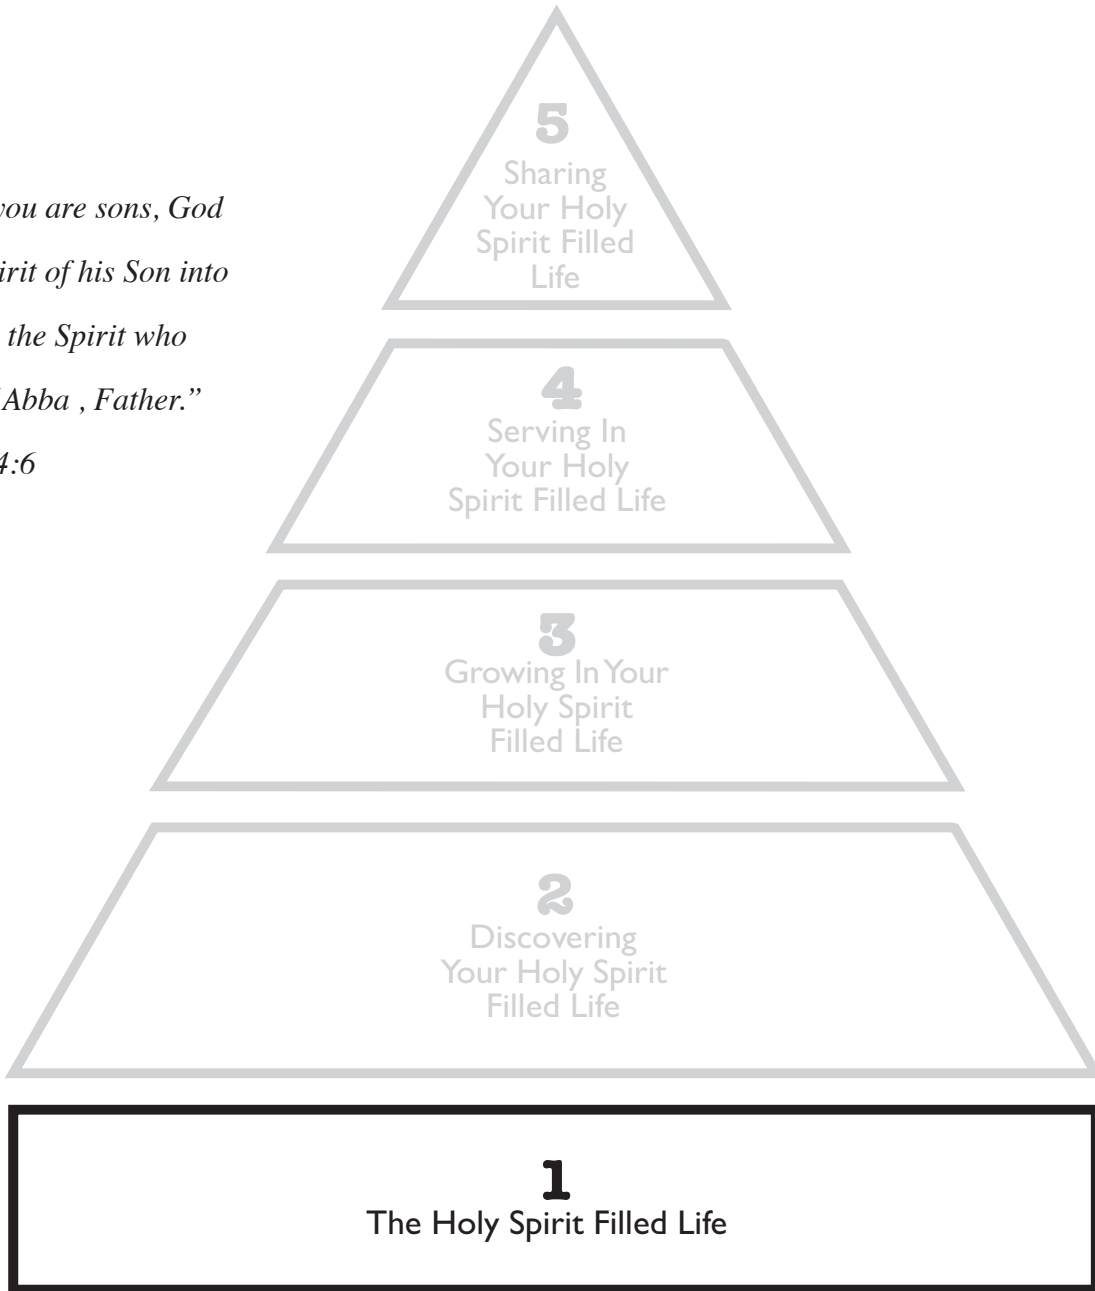 you are sons, God
irit of his Son into
the Spirit who
Abba , Father.”
4:6
5
Sharing
Your Holy
Spirit Filled
Life
4
Serving In
Your Holy
Spirit Filled Life
3
Growing In Your
Holy Spirit
Filled Life
2
Discovering
Your Holy Spirit
Filled Life
1
The Holy Spirit Filled Life